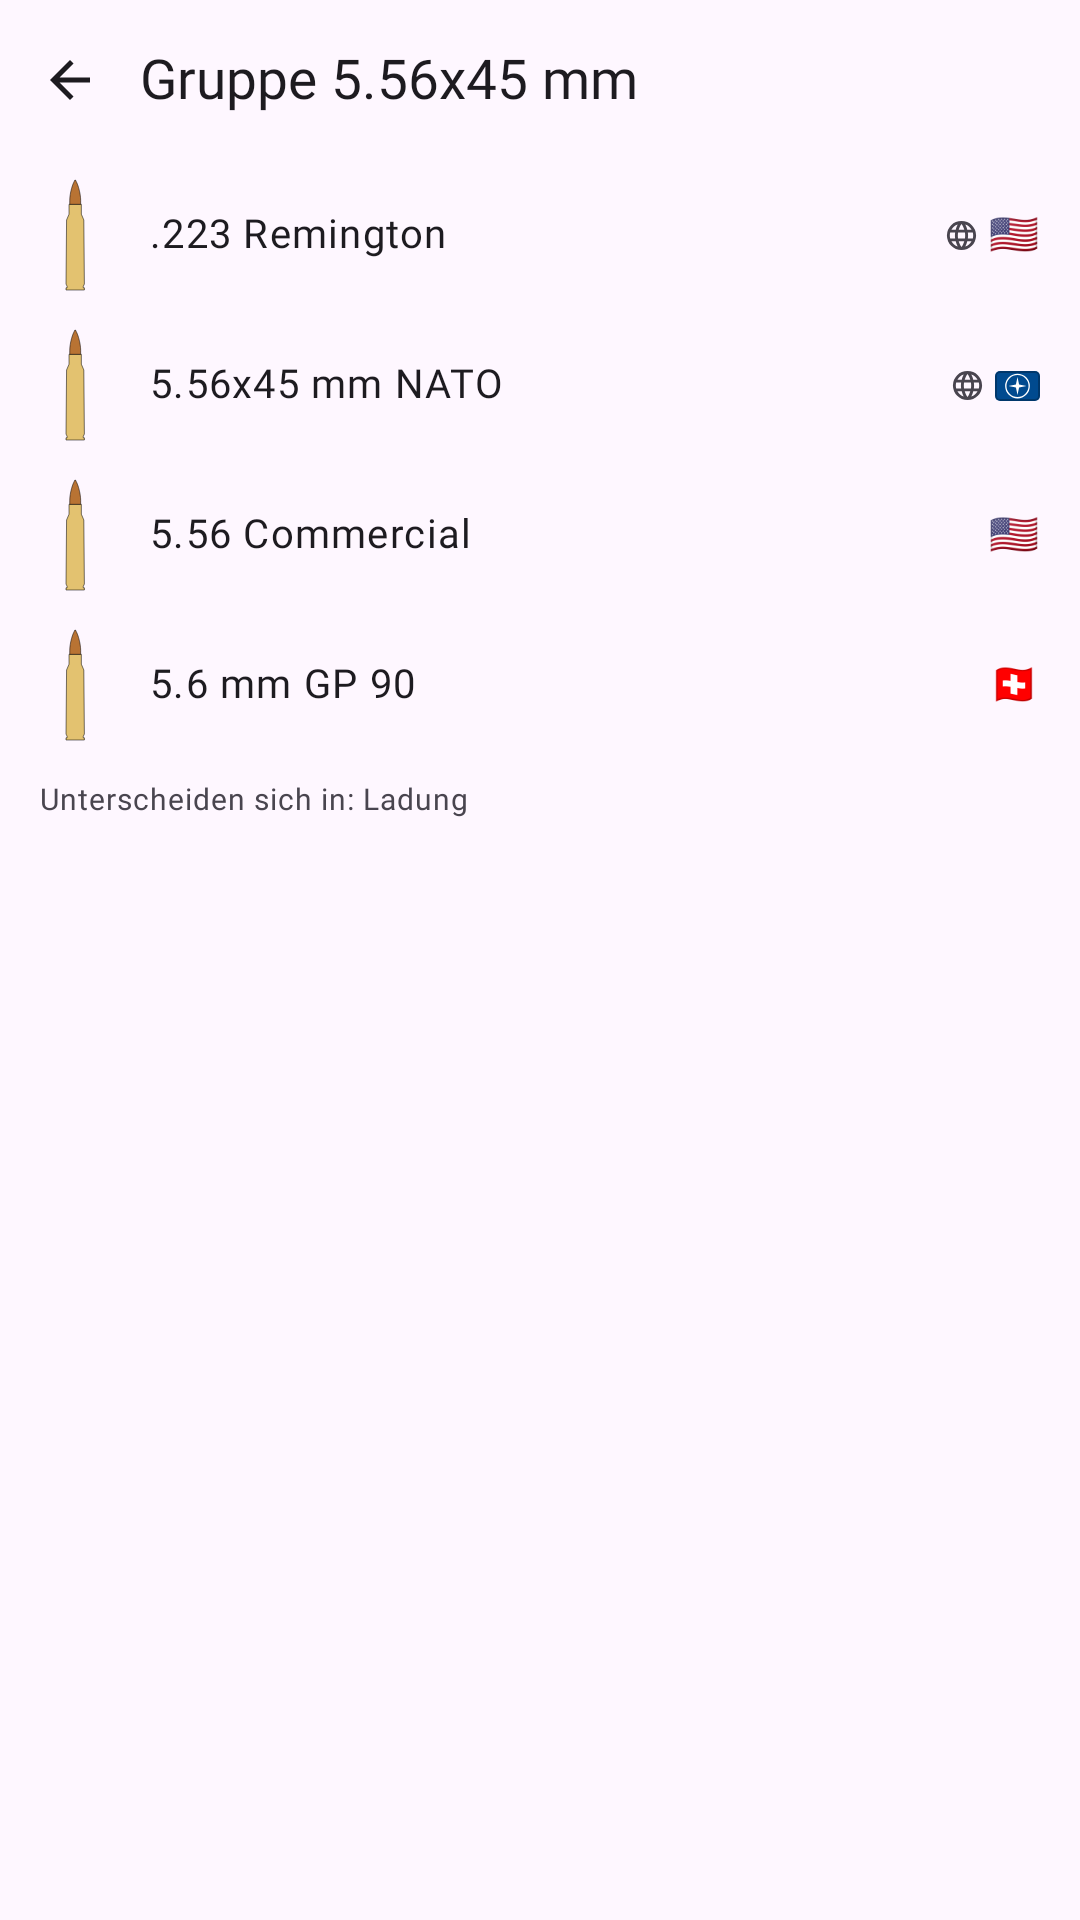 Gruppe 5.56x45 mm
.223 Remington
5.56x45 mm NATO
5.56 Commercial
5.6 mm GP 90
Unterscheiden sich in: Ladung